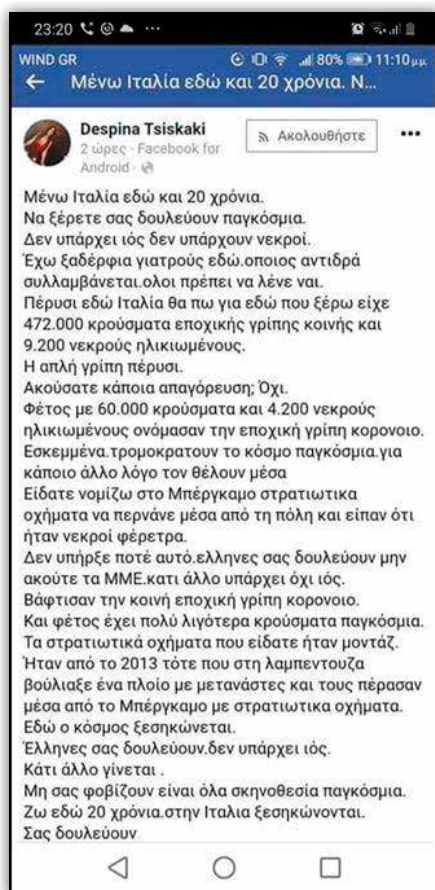 23:20
WIND GR 80% 11:10 μμ
Μένω Ιταλία εδώ και 20 χρόνια. Ν...
Despina Tsiskaki
Ακολουθήστε
2 ώρες · Facebook for
Android ·
Μένω Ιταλία εδώ και 20 χρόνια.
Να ξέρετε σας δουλεύουν παγκόσμια.
Δεν υπάρχει ιός δεν υπάρχουν νεκροί.
Έχω ξαδέρφια γιατρούς εδώ.οποιος αντιδρά
συλλαμβάνεται.ολοι πρέπει να λένε ναι.
Πέρυσι εδώ Ιταλία θα πω για εδώ που ξέρω είχε
472.000 κρούσματα εποχικής γρίπης κοινής και
9.200 νεκρούς ηλικιωμένους.
Η απλή γρίπη πέρυσι.
Ακούσατε κάποια απαγόρευση; Όχι.
Φέτος με 60.000 κρούσματα και 4.200 νεκρούς
ηλικιωμένους ονόμασαν την εποχική γρίπη κορονοιο.
Εσκεμμένα.τρομοκρατουν το κόσμο παγκόσμια.για
κάποιο άλλο λόγο τον θέλουν μέσα
Είδατε νομίζω στο Μπέργκαμο στρατιωτικα
οχήματα να περνάνε μέσα από τη πόλη και είπαν ότι
ήταν νεκροί φέρετρα.
Δεν υπήρξε ποτέ αυτό.ελληνες σας δουλεύουν μην
ακούτε τα ΜΜΕ.κατι άλλο υπάρχει όχι ιός.
Βάφτισαν την κοινή εποχική γρίπη κορονοιο.
Και φέτος έχει πολύ λιγότερα κρούσματα παγκόσμια.
Τα στρατιωτικά οχήματα που είδατε ήταν μοντάζ.
Ήταν από το 2013 τότε που στη λαμπεντουζα
βούλιαξε ένα πλοίο με μετανάστες και τους πέρασαν
μέσα από το Μπέργκαμο με στρατιωτικα οχήματα.
Εδώ ο κόσμος ξεσηκώνεται.
Έλληνες σας δουλεύουν.δεν υπάρχει ιός.
Κάτι άλλο γίνεται .
Μη σας φοβίζουν είναι όλα σκηνοθεσία παγκόσμια.
Ζω εδώ 20 χρόνια.στην Ιταλια ξεσηκώνονται.
Σας δουλεύουν